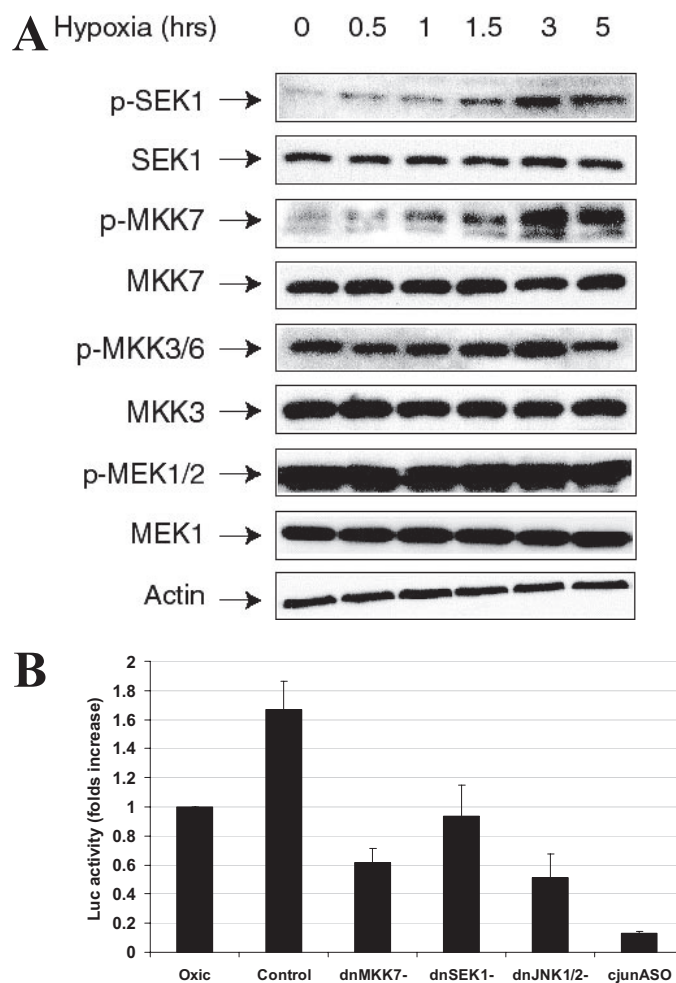 A Hypoxia (hrs) 0 0.5 1 1.5 3 5
p-SEK1
SEK1
p-MKK7
MKK7
p-MKK3/6
MKK3
p-MEK1/2
MEK1
Actin
B
Luc activity (folds increase)
2
1.8
1.6
1.4
1.2
1
0.8
0.6
0.4
0.2
0
Oxic Control dnMKK7- dnSEK1- dnJNK1/2- cjunASO